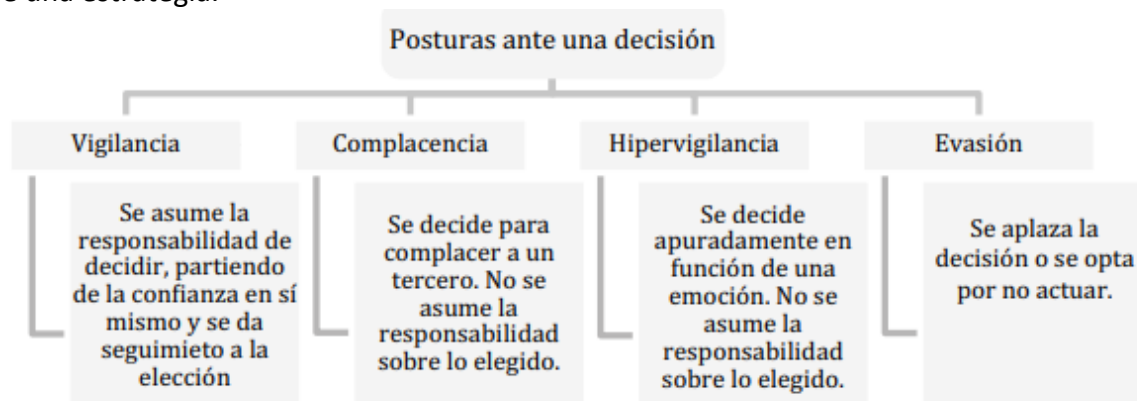 una estrategia.
Posturas ante una decisión
Vigilancia
Se asume la
responsabilidad de
decidir, partiendo
de la confianza en sí
mismo y se da
seguimieto a la
elección
Complacencia
Se decide para
complacer a un
tercero. No se
asume la
responsabilidad
sobre lo elegido.
Hipervigilancia
Se decide
apuradamente en
función de una
emoción. No se
asume la
responsabilidad
sobre lo elegido.
Evasión
Se aplaza la
decisión o se opta
por no actuar.